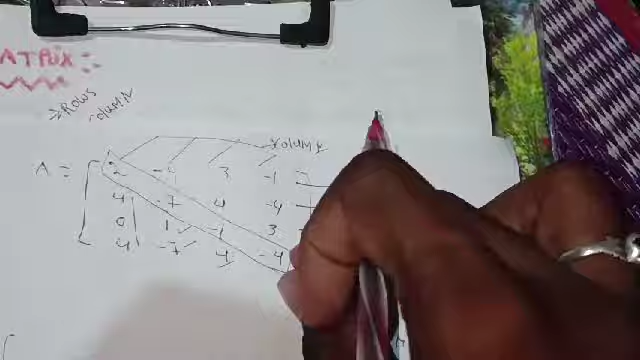 ATRIX:-
→ROWS
COLUMN
COLUMN
A = 2 -4 3 -1
4 -7 4 -4
0 1 -1 3
4 -7 4 -4